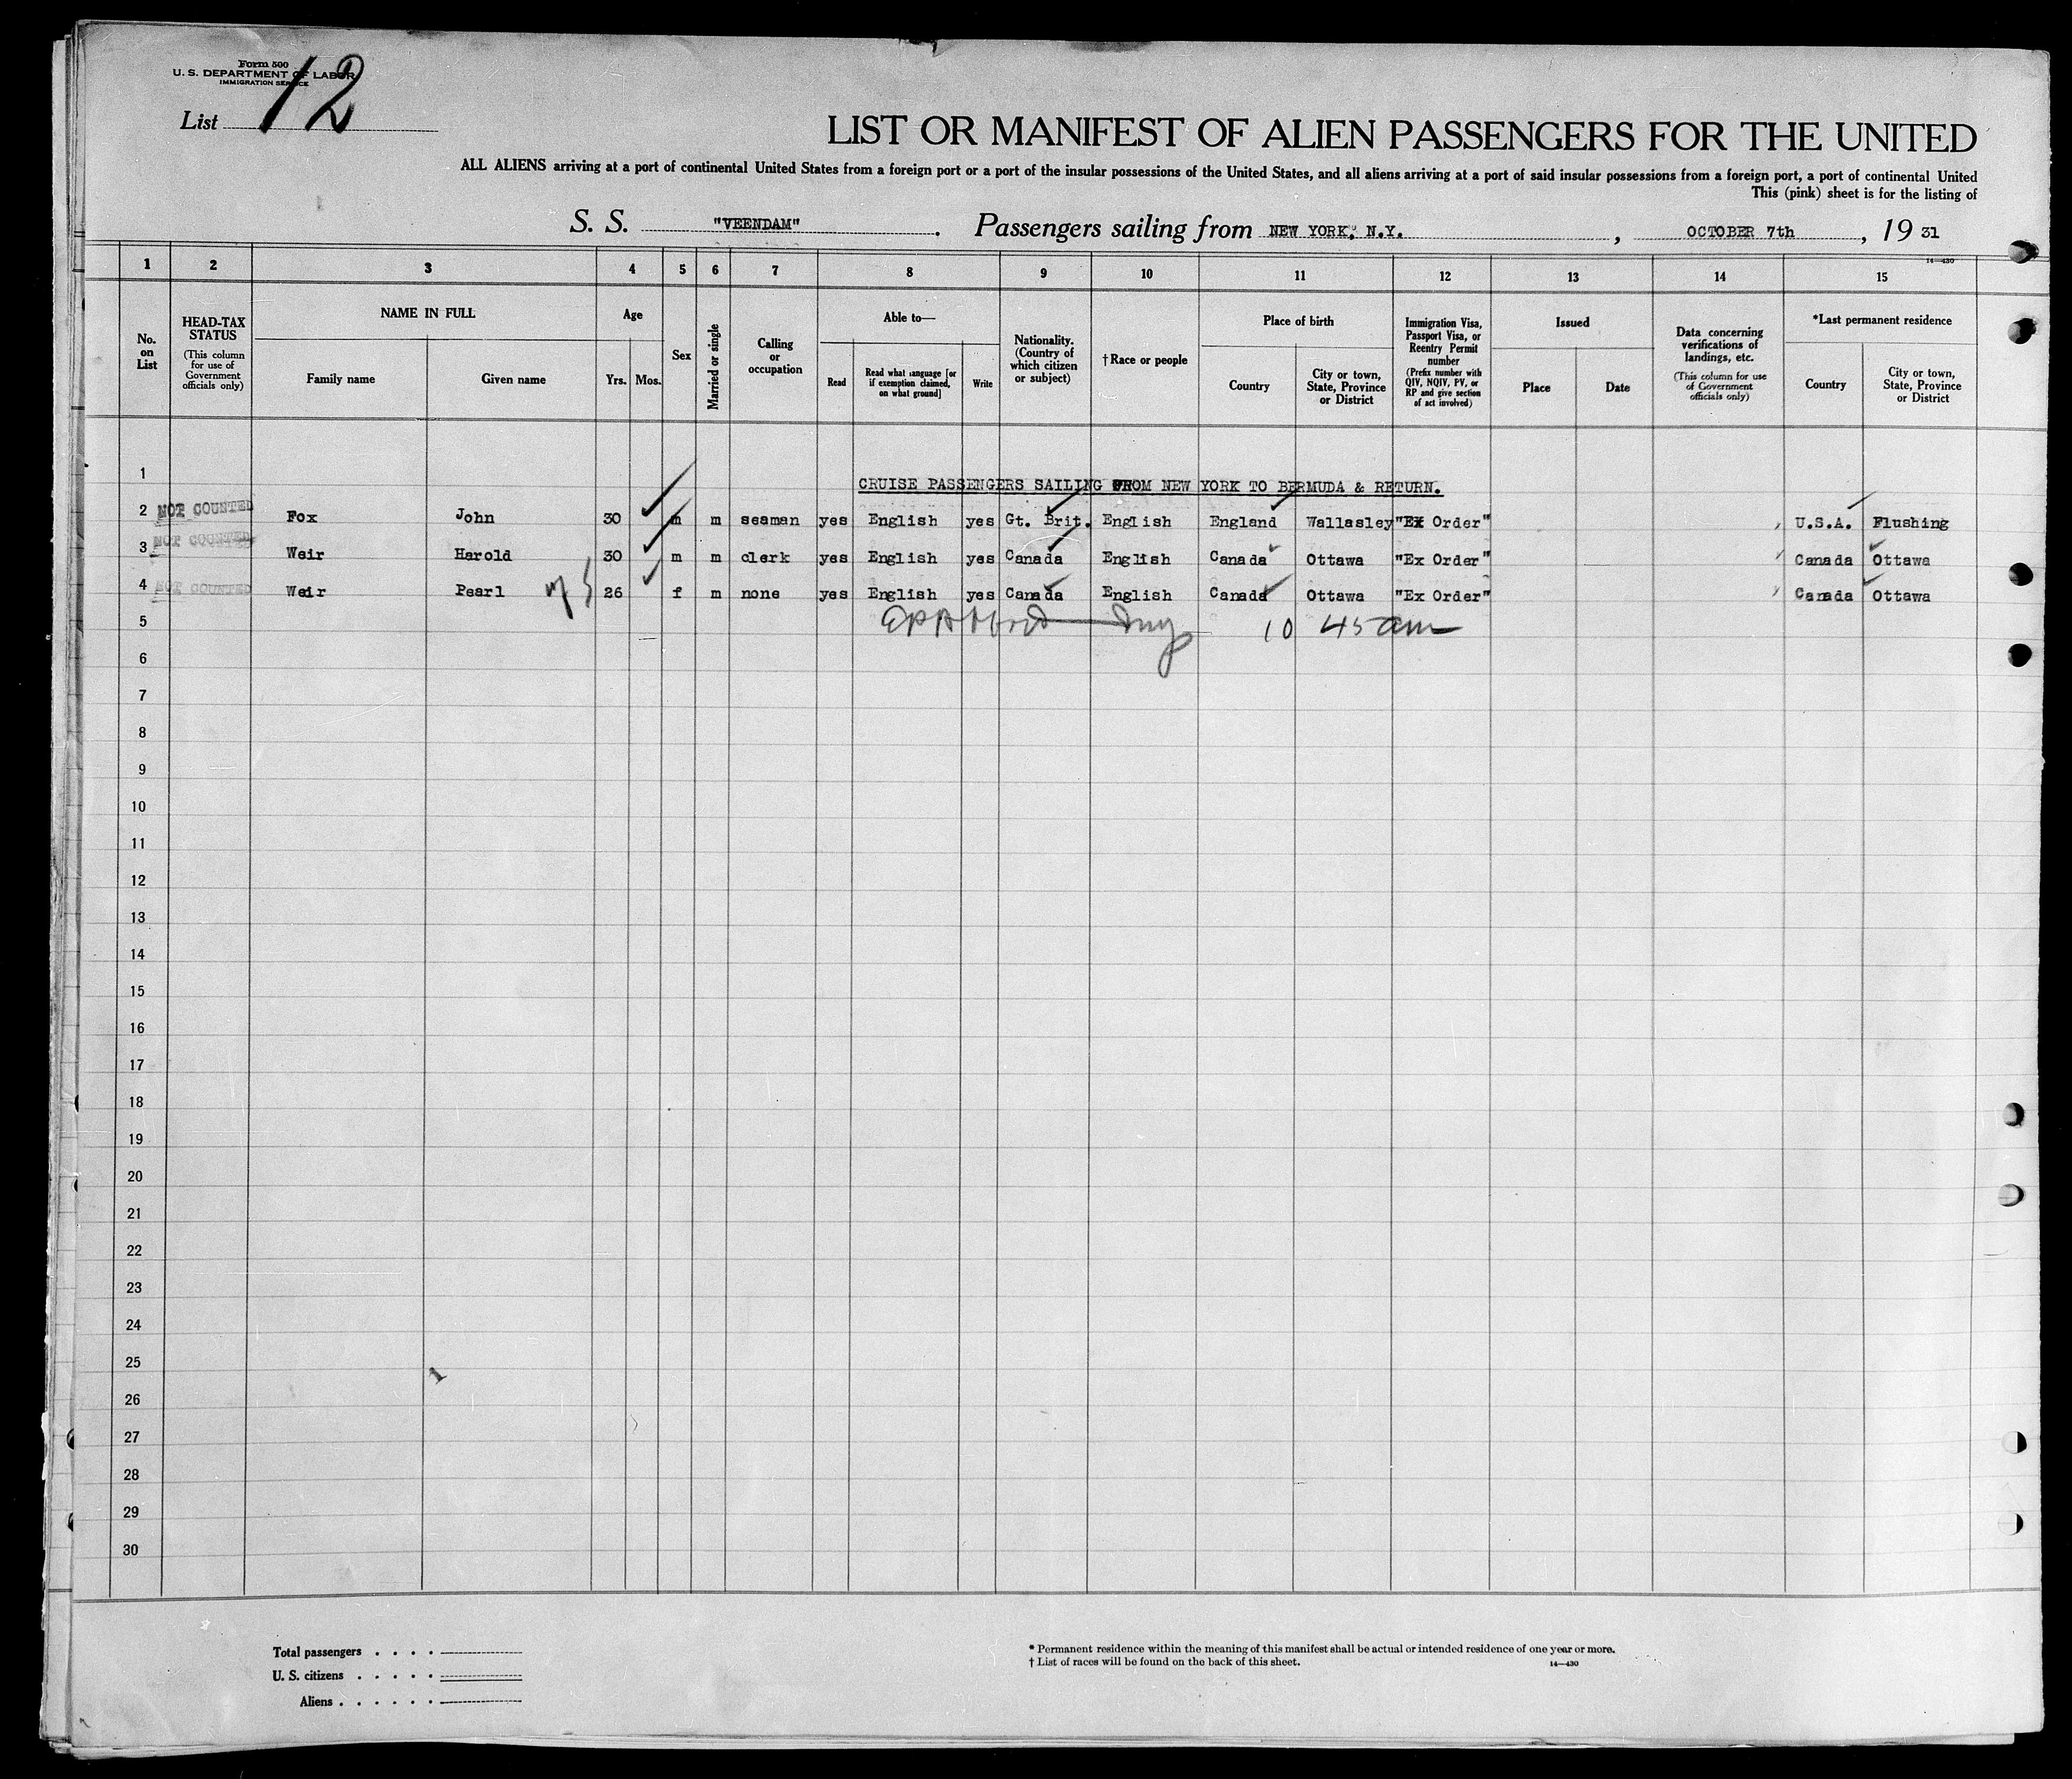 Form 500
U. S. DEPARTMENT OF LABOR
IMMIGRATION SERVICE
List 12
LIST OR MANIFEST OF ALIEN PASSENGERS FOR THE UNITED
ALL ALIENS arriving at a port of continental United States from a foreign port or a port of the insular possessions of the United States, and all aliens arriving at a port of said insular possessions from a foreign port, a port of continental United
This (pink) sheet is for the listing of
S. S. "VEENDAM". Passengers sailing from NEW YORK, N.Y., OCTOBER 7th, 1931
14—430
1 2 3 4 5 6 7 8 9 10 11 12 13 14 15
No. on List
HEAD-TAX STATUS (This column for use of Government officials only)
NAME IN FULL
Family name Given name
Age
Yrs. Mos.
Sex
Married or single
Calling or occupation
Able to—
Read
Read what language [or if exemption claimed, on what ground]
Write
Nationality. (Country of which citizen or subject)
†Race or people
Place of birth
Country
City or town, State, Province or District
Immigration Visa, Passport Visa, or Reentry Permit number (Prefix number with QIV, NQIV, PV, or RP and give section of act involved)
Issued
Place Date
Data concerning verifications of landings, etc. (This column for use of Government officials only)
*Last permanent residence
Country
City or town, State, Province or District
1 CRUISE PASSENGERS SAILING FROM NEW YORK TO BERMUDA & RETURN.
2 NOT COUNTED Fox John 30 m m seaman yes English yes Gt. Brit. English England Wallasley "Ex Order" U.S.A. Flushing
3 NOT COUNTED Weir Harold 30 m m clerk yes English yes Canada English Canada Ottawa "Ex Order" Canada Ottawa
4 NOT COUNTED Weir Pearl 26 f m none yes English yes Canada English Canada Ottawa "Ex Order" Canada Ottawa
5 10 45 am
6
7
8
9
10
11
12
13
14
15
16
17
18
19
20
21
22
23
24
25
26
27
28
29
30
Total passengers . . . .
U. S. citizens . . . . .
Aliens . . . . . .
* Permanent residence within the meaning of this manifest shall be actual or intended residence of one year or more.
† List of races will be found on the back of this sheet.
14—430